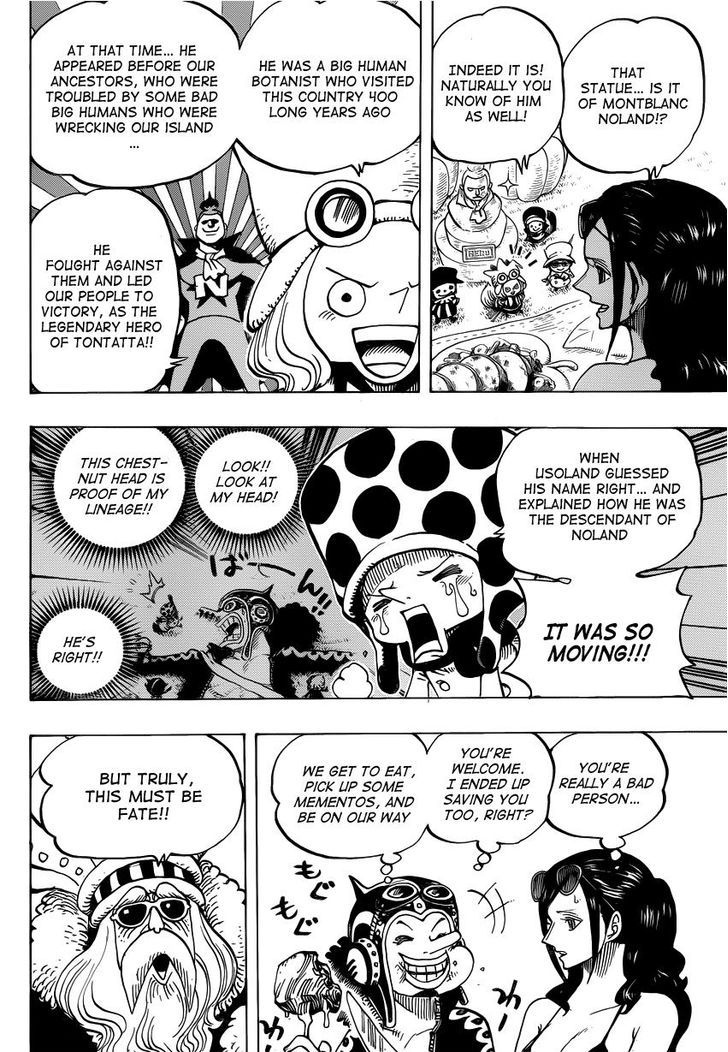 THAT
STATUE... IS IT
OF MONTBLANC
NOLAND!?
INDEED IT IS!
NATURALLY YOU
KNOW OF HIM
AS WELL!
HE WAS A BIG HUMAN
BOTANIST WHO VISITED
THIS COUNTRY 400
LONG YEARS AGO
AT THAT TIME... HE
APPEARED BEFORE OUR
ANCESTORS, WHO WERE
TROUBLED BY SOME BAD
BIG HUMANS WHO WERE
WRECKING OUR ISLAND
...
HE
FOUGHT AGAINST
THEM AND LED
OUR PEOPLE TO
VICTORY, AS THE
LEGENDARY HERO
OF TONTATTA!!
N
WHEN
USOLAND GUESSED
HIS NAME RIGHT... AND
EXPLAINED HOW HE WAS
THE DESCENDANT OF
NOLAND
IT WAS SO
MOVING!!!
LOOK!!
LOOK AT
MY HEAD!
THIS CHEST-
NUT HEAD IS
PROOF OF MY
LINEAGE!!
ばーん!!
HE'S
RIGHT!!
YOU'RE
REALLY A BAD
PERSON...
YOU'RE
WELCOME.
I ENDED UP
SAVING YOU
TOO, RIGHT?
WE GET TO EAT,
PICK UP SOME
MEMENTOS, AND
BE ON OUR WAY
もぐ
もぐ
BUT TRULY,
THIS MUST BE
FATE!!